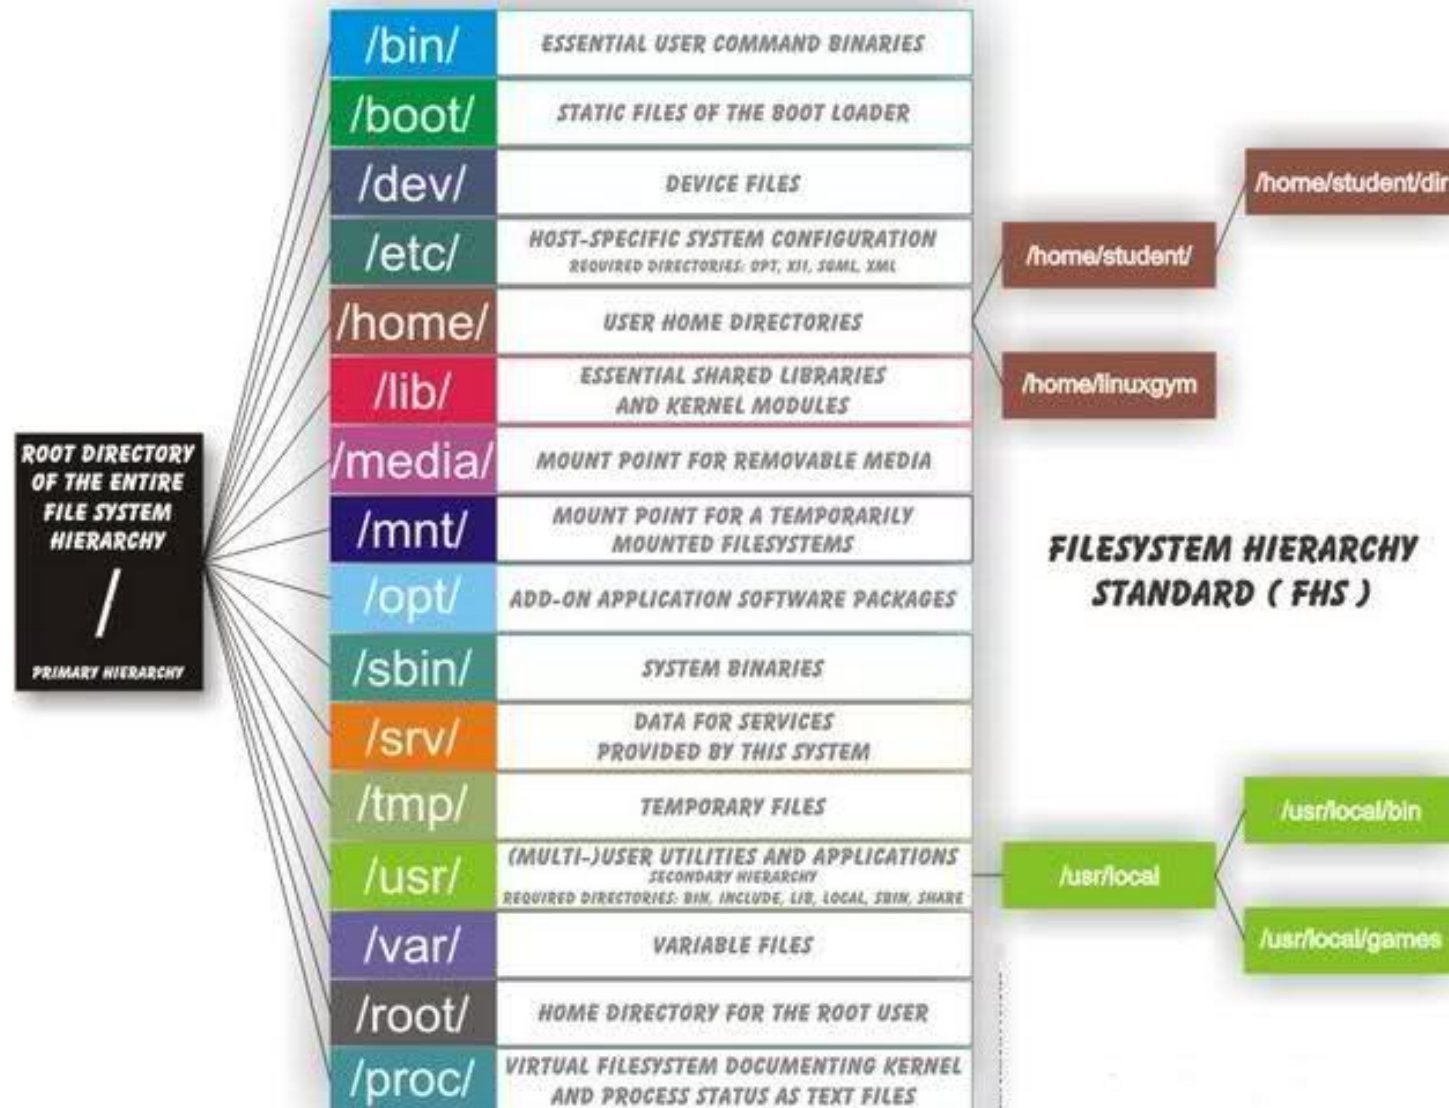 ROOT DIRECTORY
OF THE ENTIRE
FILE SYSTEM
HIERARCHY
/
PRIMARY HIERARCHY
/bin/
ESSENTIAL USER COMMAND BINARIES
/boot/
STATIC FILES OF THE BOOT LOADER
/dev/
DEVICE FILES
/etc/
HOST-SPECIFIC SYSTEM CONFIGURATION
REQUIRED DIRECTORIES: OPT, X11, SGML, XML
/home/
USER HOME DIRECTORIES
/home/student/
/home/student/dir
/home/linuxgym
/lib/
ESSENTIAL SHARED LIBRARIES
AND KERNEL MODULES
/media/
MOUNT POINT FOR REMOVABLE MEDIA
/mnt/
MOUNT POINT FOR A TEMPORARILY
MOUNTED FILESYSTEMS
/opt/
ADD-ON APPLICATION SOFTWARE PACKAGES
/sbin/
SYSTEM BINARIES
/srv/
DATA FOR SERVICES
PROVIDED BY THIS SYSTEM
/tmp/
TEMPORARY FILES
/usr/
(MULTI-)USER UTILITIES AND APPLICATIONS
SECONDARY HIERARCHY
REQUIRED DIRECTORIES: BIN, INCLUDE, LIB, LOCAL, SBIN, SHARE
/usr/local
/usr/local/bin
/usr/local/games
/var/
VARIABLE FILES
/root/
HOME DIRECTORY FOR THE ROOT USER
/proc/
VIRTUAL FILESYSTEM DOCUMENTING KERNEL
AND PROCESS STATUS AS TEXT FILES
FILESYSTEM HIERARCHY
STANDARD ( FHS )